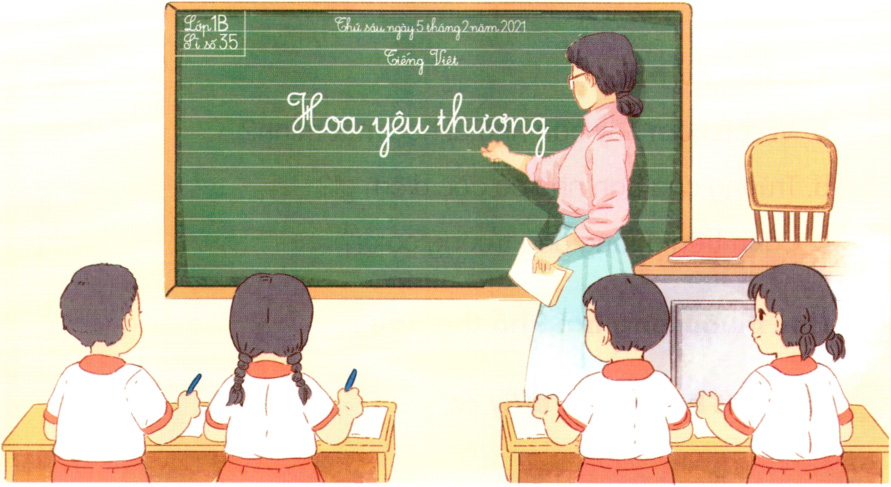 Lớp 1B
Sĩ số 35
Thứ sáu ngày 5 tháng 2 năm 2021
Tiếng Việt
Hoa yêu thương